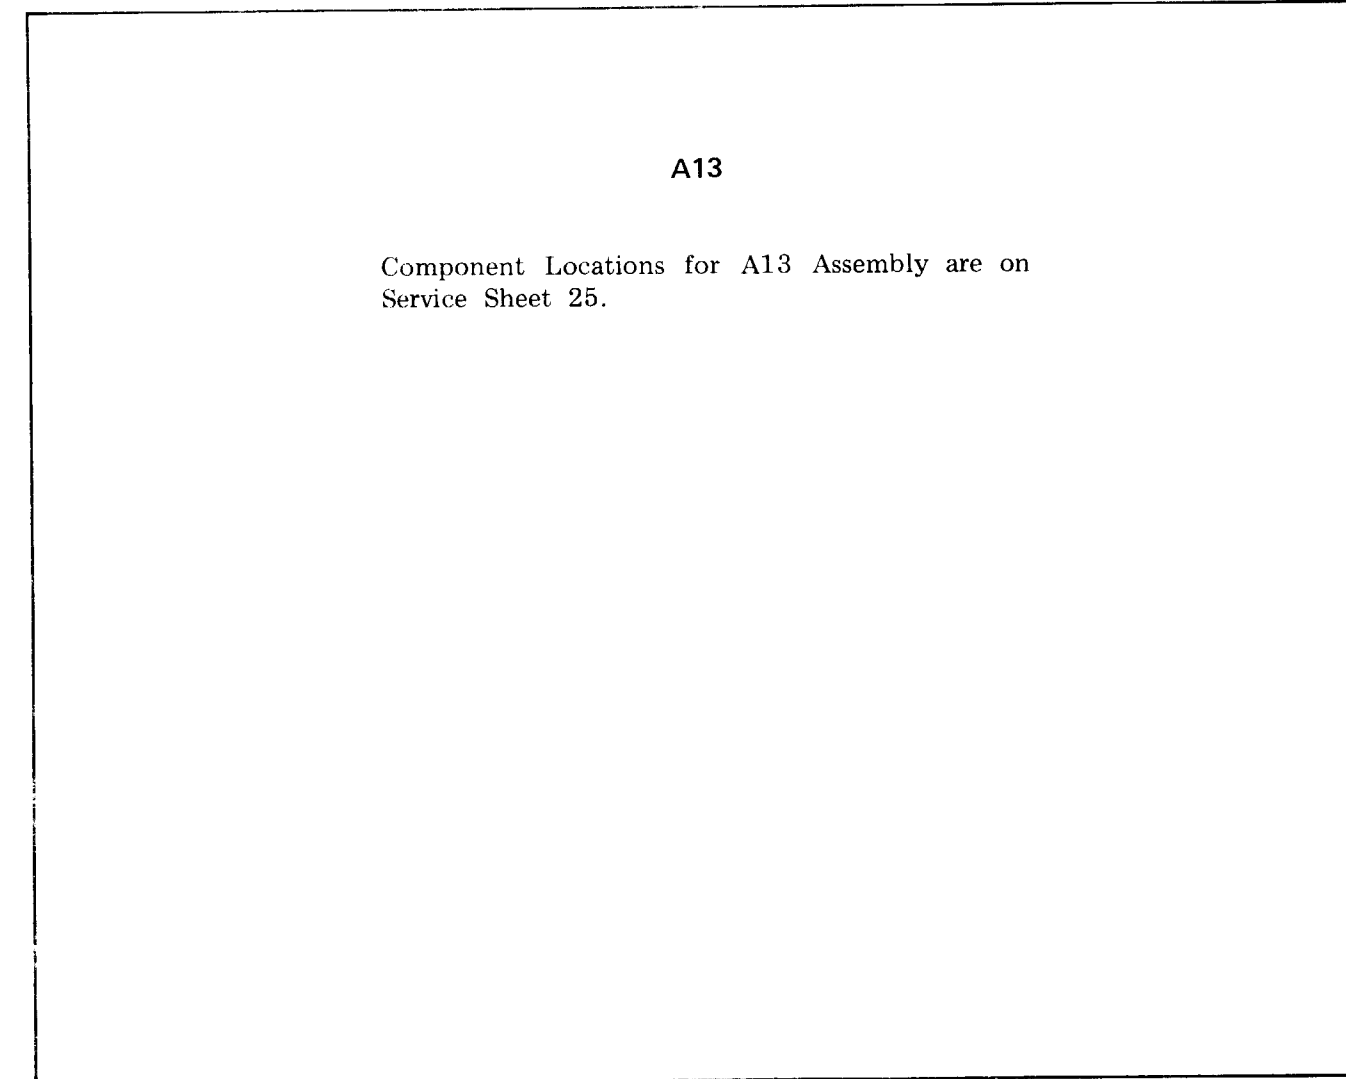 A13
Component Locations for A13 Assembly are on
Service Sheet 25.